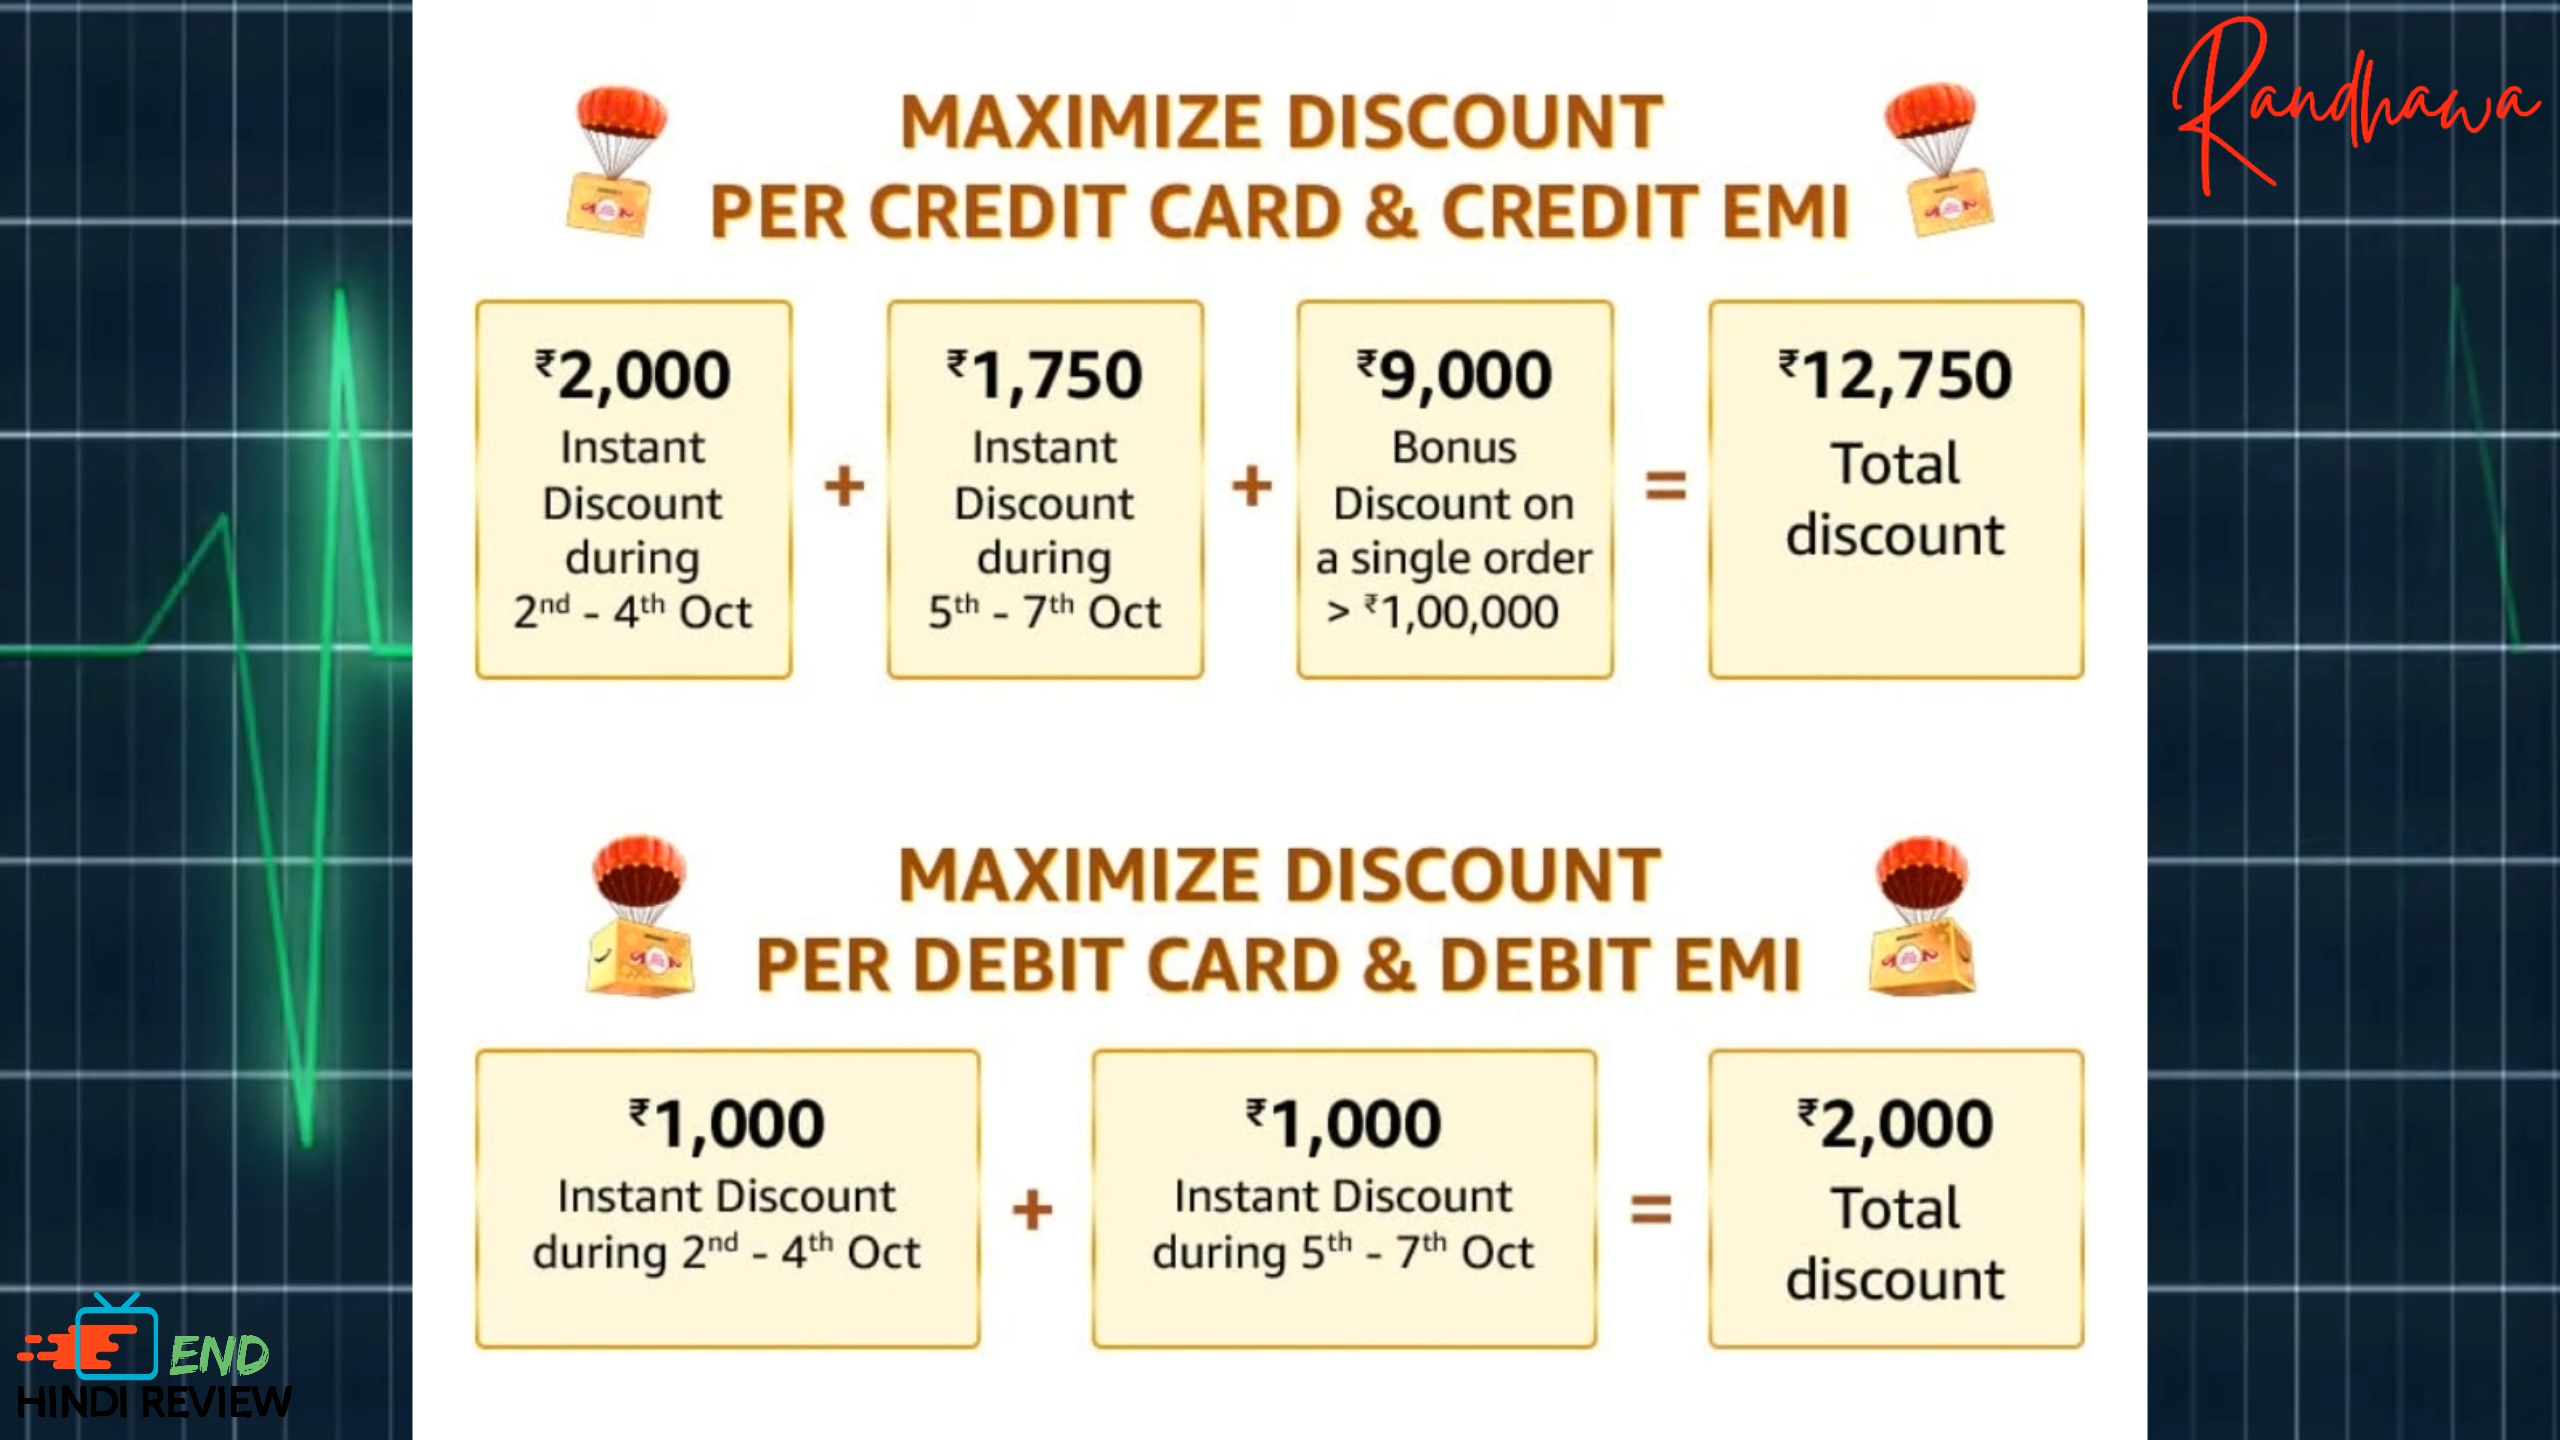 Randhawa
MAXIMIZE DISCOUNT
PER CREDIT CARD & CREDIT EMI
₹2,000
Instant
Discount
during
2nd - 4th Oct
+
₹1,750
Instant
Discount
during
5th - 7th Oct
+
₹9,000
Bonus
Discount on
a single order
> ₹1,00,000
=
₹12,750
Total
discount
MAXIMIZE DISCOUNT
PER DEBIT CARD & DEBIT EMI
₹1,000
Instant Discount
during 2nd - 4th Oct
+
₹1,000
Instant Discount
during 5th - 7th Oct
=
₹2,000
Total
discount
END
HINDI REVIEW